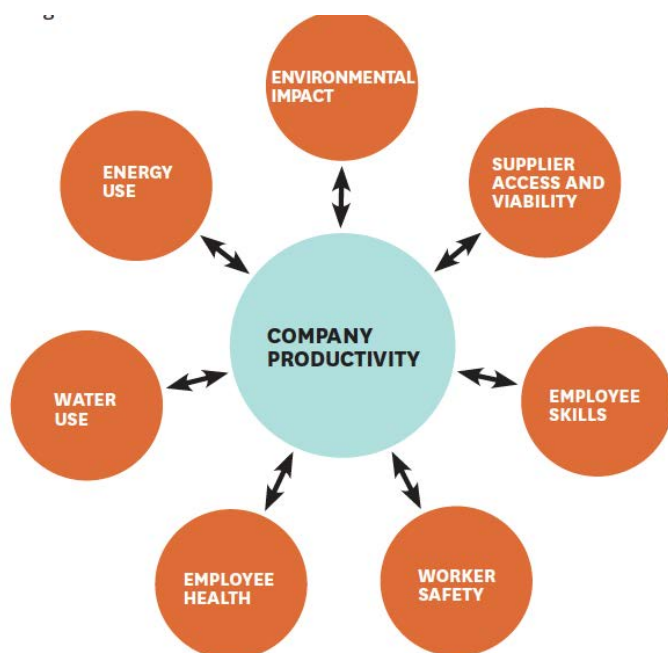 ENVIRONMENTAL
IMPACT
SUPPLIER
ACCESS AND
VIABILITY
EMPLOYEE
SKILLS
WORKER
SAFETY
EMPLOYEE
HEALTH
WATER
USE
ENERGY
USE
COMPANY
PRODUCTIVITY